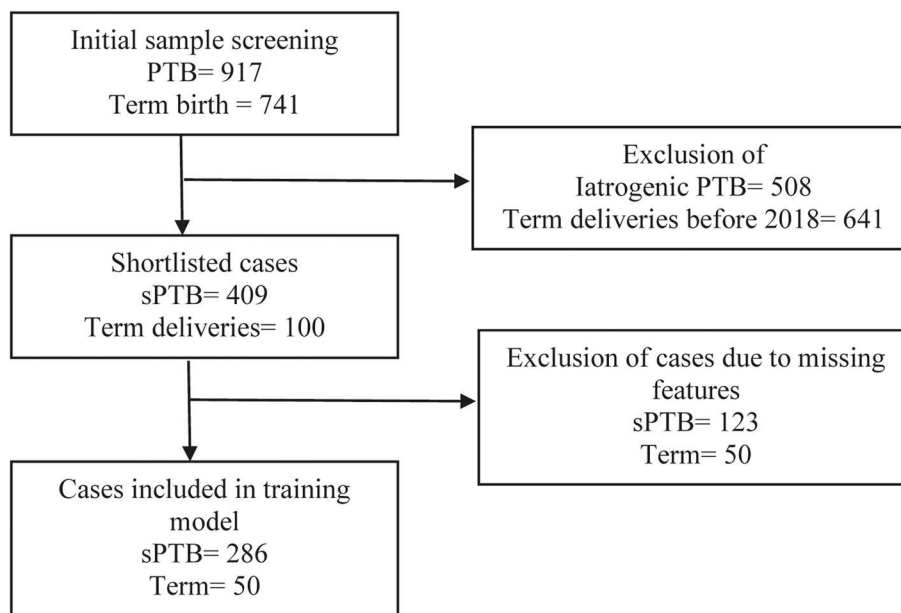 Initial sample screening
PTB= 917
Term birth = 741
Exclusion of
Iatrogenic PTB= 508
Term deliveries before 2018= 641
Shortlisted cases
sPTB= 409
Term deliveries= 100
Exclusion of cases due to missing
features
sPTB= 123
Term= 50
Cases included in training
model
sPTB= 286
Term= 50